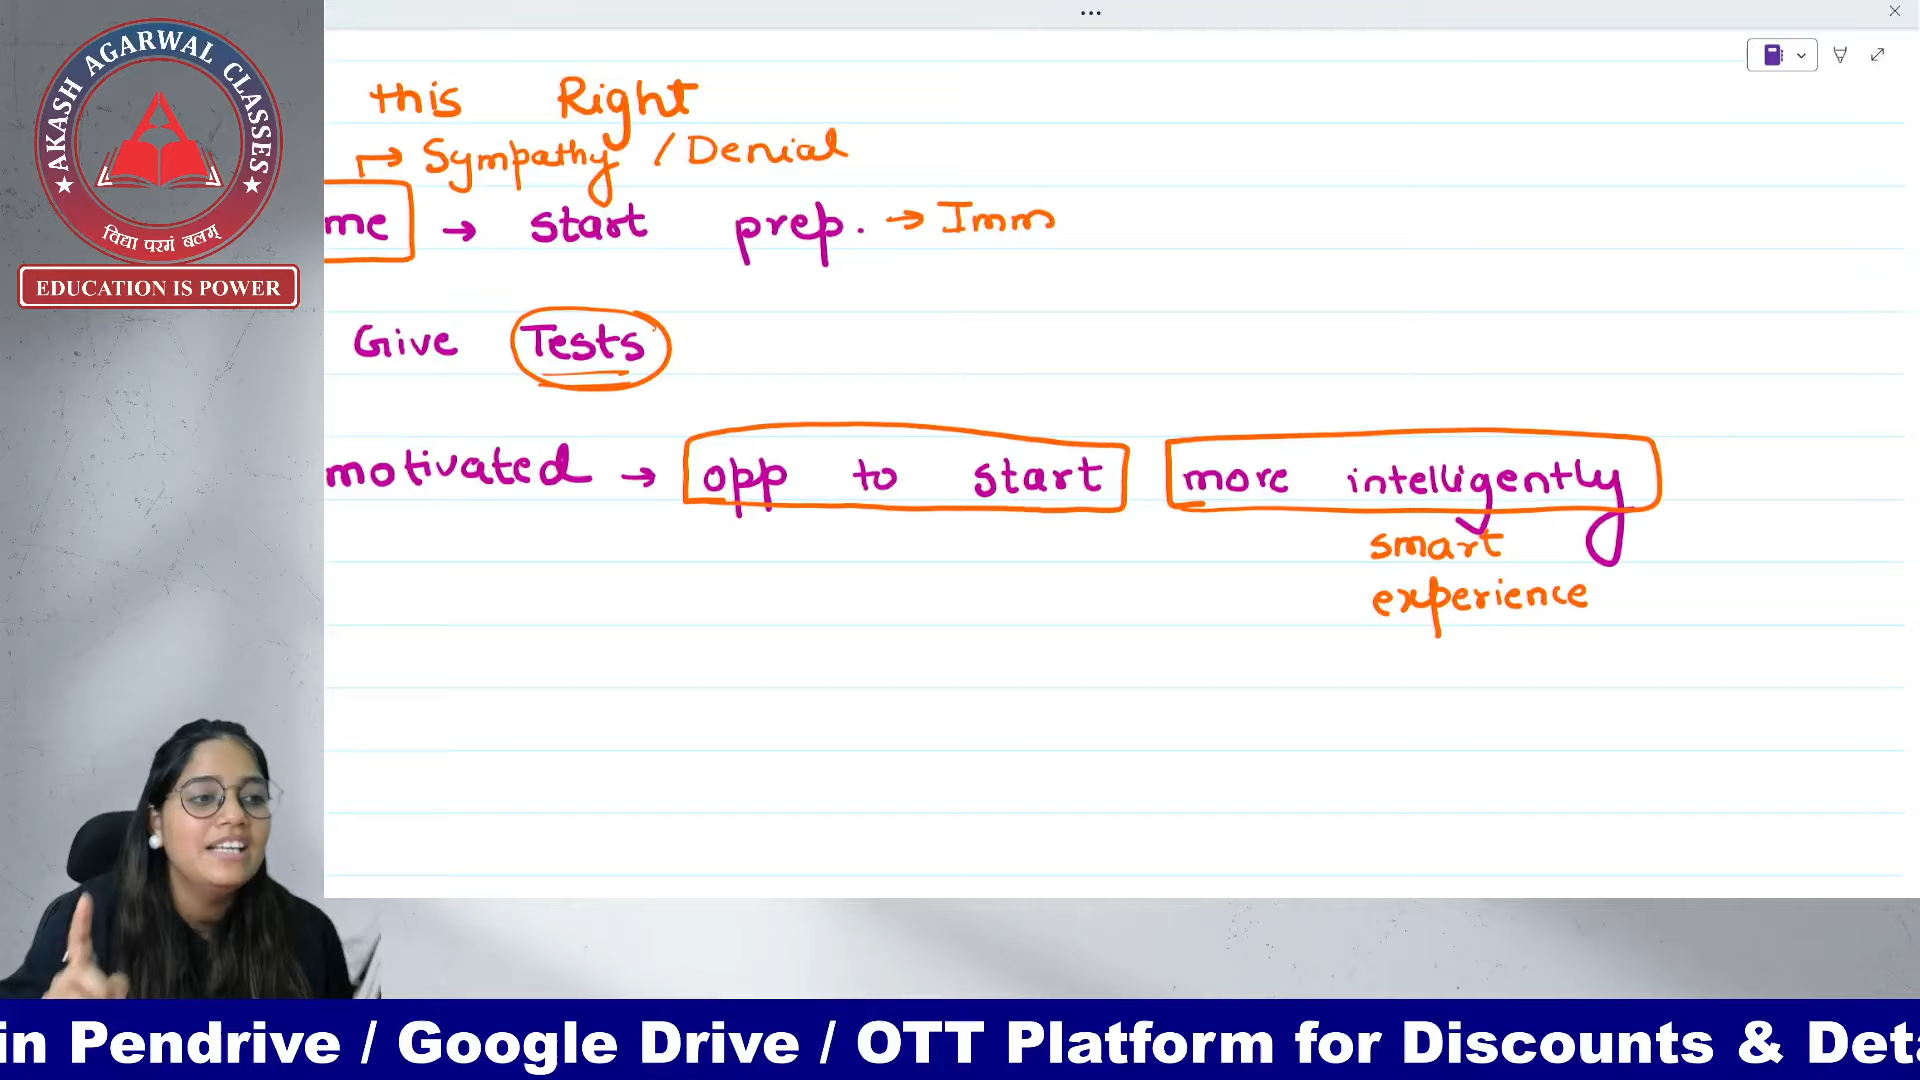 AKASH AGARWAL CLASSES
विद्या परमं बलम्
EDUCATION IS POWER
this Right
→ Sympathy / Denial
me → start prep. → Imm
Give Tests
motivated → opp to start more intelligently
smart
experience
in Pendrive / Google Drive / OTT Platform for Discounts & Deta